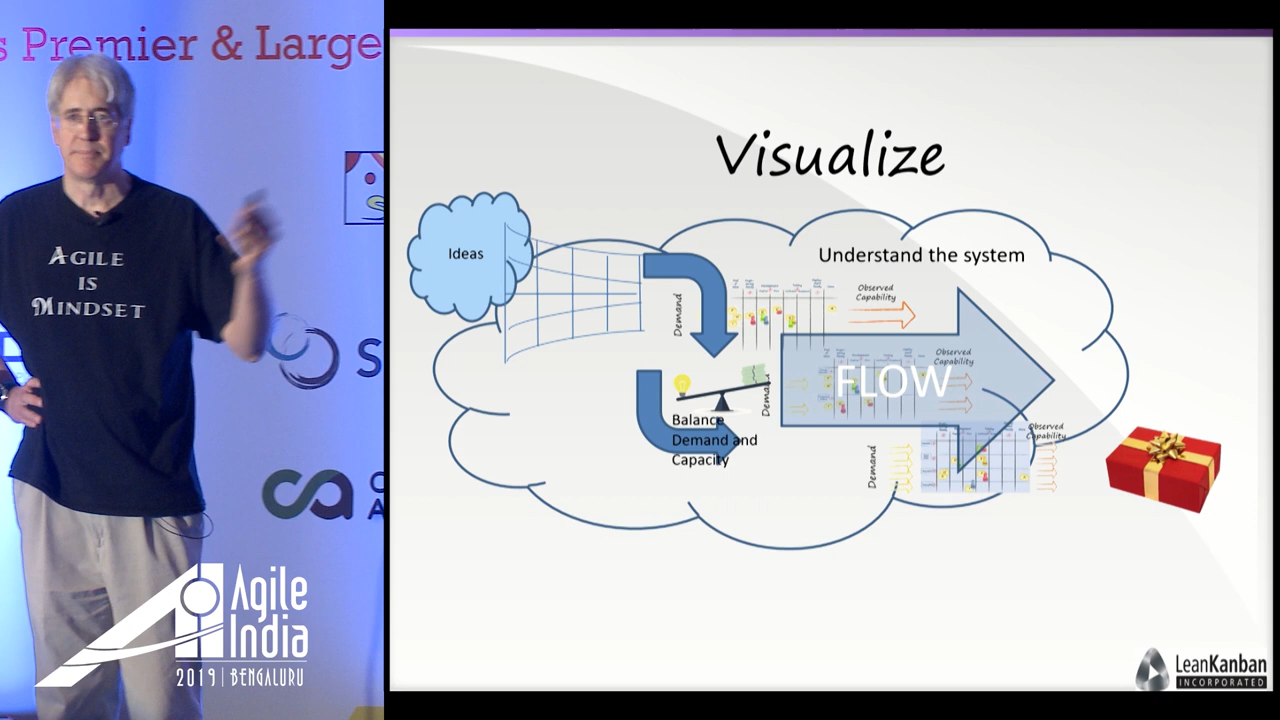 s Premier & Large
AGILE
IS
MINDSET
S
Agile
India
2019 | BENGALURU
Visualize
Ideas
Understand the system
Demand
Observed
Capability
FLOW
Demand
Observed
Capability
Balance
Demand and
Capacity
Demand
Observed
Capability
LeanKanban
INCORPORATED